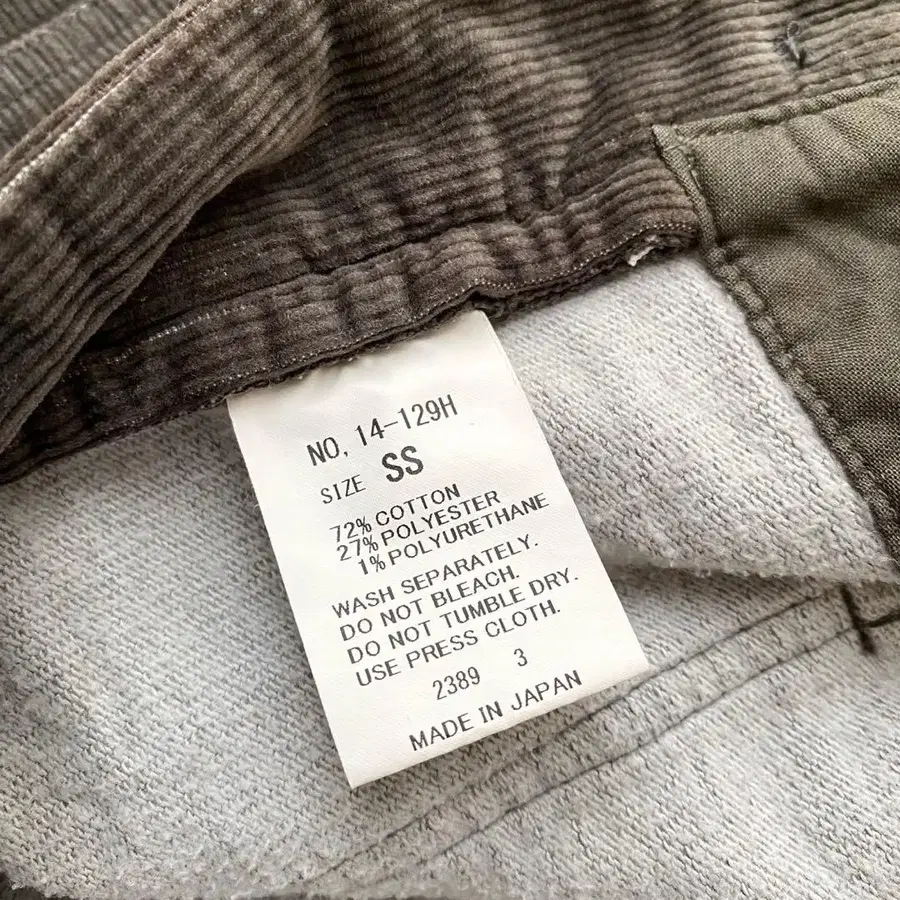 NO, 14-129H
SIZE SS
72% COTTON
27% POLYESTER
1% POLYURETHANE
WASH SEPARATELY.
DO NOT BLEACH.
DO NOT TUMBLE DRY.
USE PRESS CLOTH.
2389 3
MADE IN JAPAN